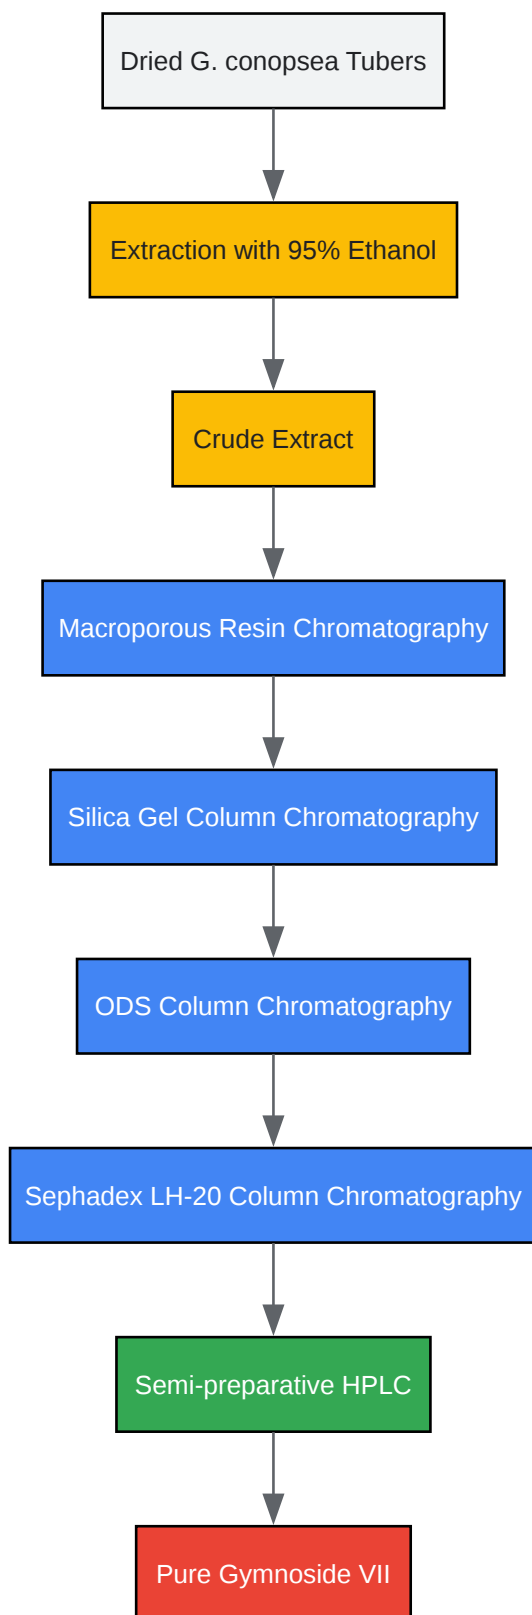 Dried G. conopsea Tubers
Extraction with 95% Ethanol
Crude Extract
Macroporous Resin Chromatography
Silica Gel Column Chromatography
ODS Column Chromatography
Sephadex LH-20 Column Chromatography
Semi-preparative HPLC
Pure Gymnoside VII